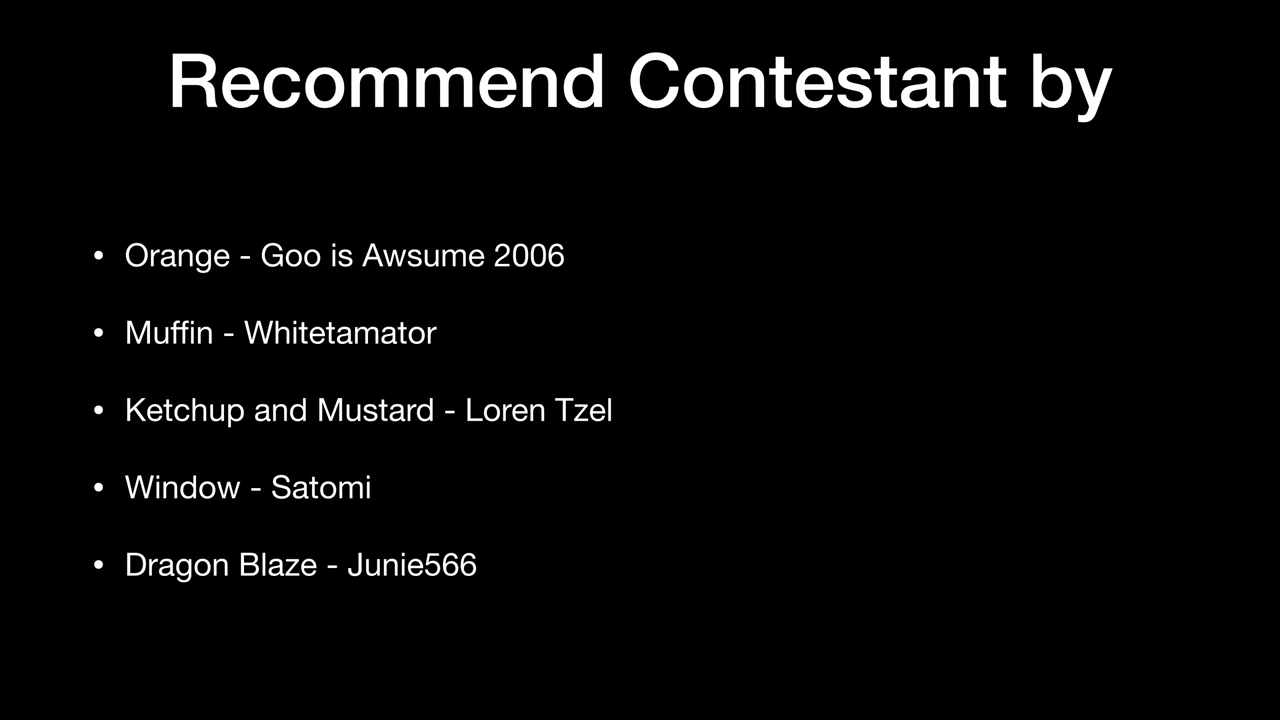 Recommend Contestant by
• Orange - Goo is Awsume 2006
• Muffin - Whitetamator
• Ketchup and Mustard - Loren Tzel
• Window - Satomi
• Dragon Blaze - Junie566